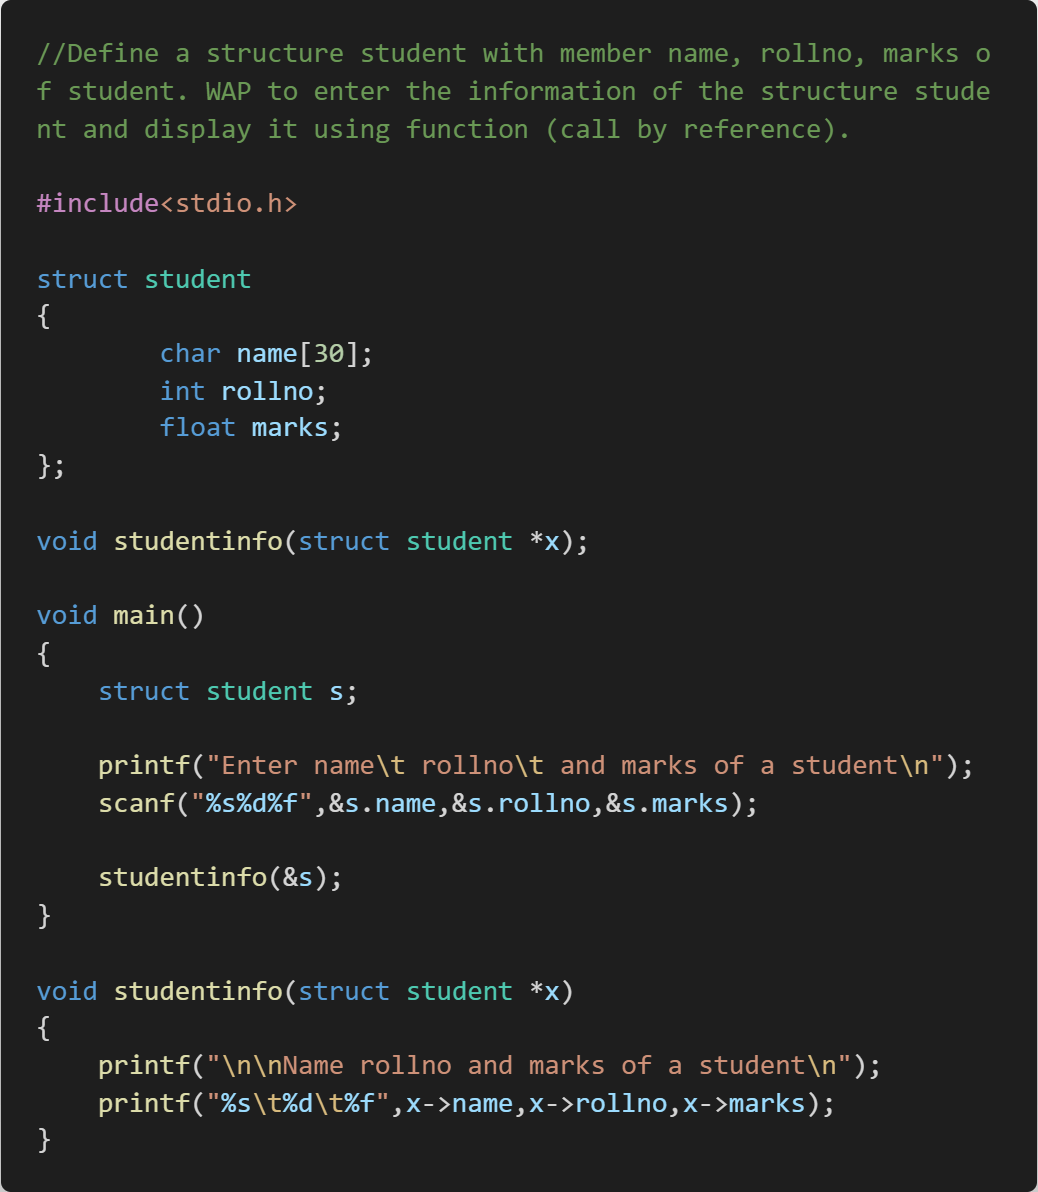 //Define a structure student with member name, rollno, marks o
f student. WAP to enter the information of the structure stude
nt and display it using function (call by reference).

#include<stdio.h>

struct student
{
        char name[30];
        int rollno;
        float marks;
};

void studentinfo(struct student *x);

void main()
{
    struct student s;

    printf("Enter name\t rollno\t and marks of a student\n");
    scanf("%s%d%f",&s.name,&s.rollno,&s.marks);

    studentinfo(&s);
}

void studentinfo(struct student *x)
{
    printf("\n\nName rollno and marks of a student\n");
    printf("%s\t%d\t%f",x->name,x->rollno,x->marks);
}